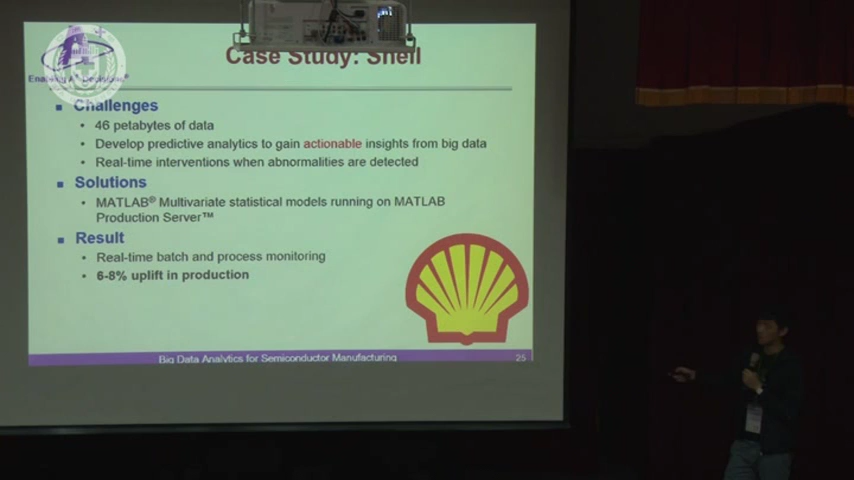 Case Study: Shell
Challenges
46 petabytes of data
Develop predictive analytics to gain actionable insights from big data
Real-time interventions when abnormalities are detected
Solutions
MATLAB® Multivariate statistical models running on MATLAB
Production Server™
Result
Real-time batch and process monitoring
6-8% uplift in production
Big Data Analytics for Semiconductor Manufacturing
25